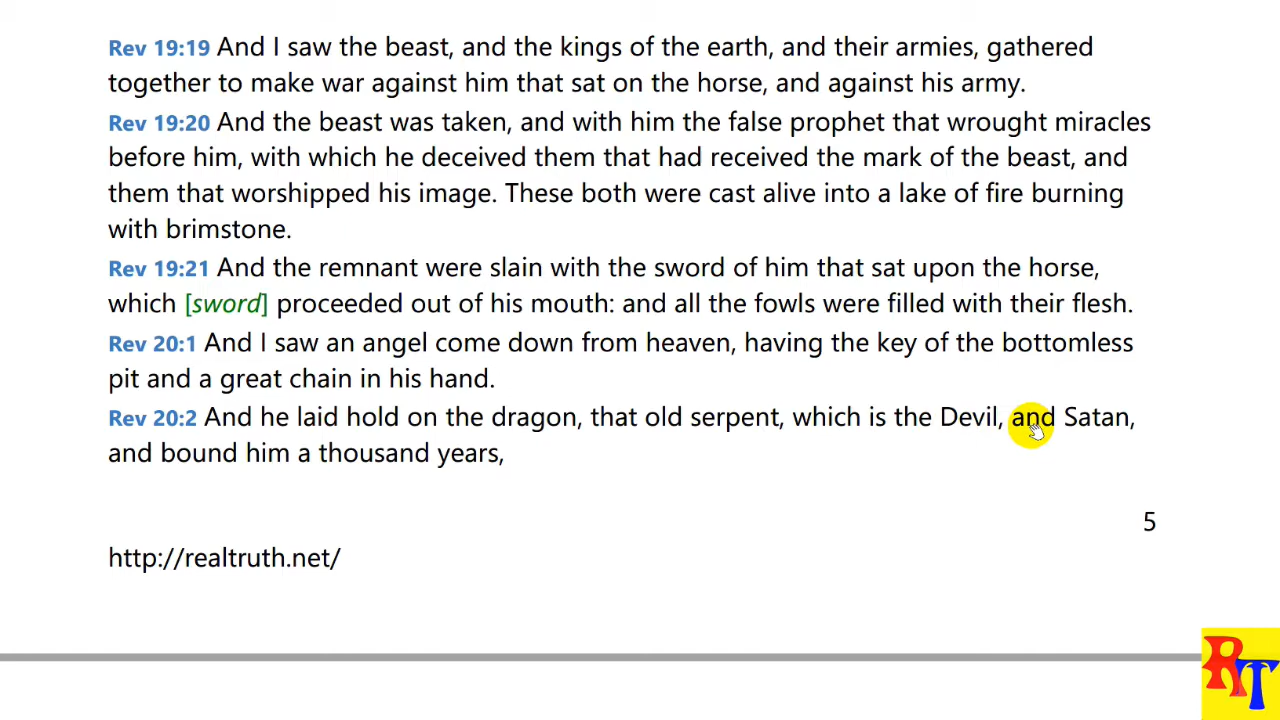 Rev 19:19 And I saw the beast, and the kings of the earth, and their armies, gathered
together to make war against him that sat on the horse, and against his army.
Rev 19:20 And the beast was taken, and with him the false prophet that wrought miracles
before him, with which he deceived them that had received the mark of the beast, and
them that worshipped his image. These both were cast alive into a lake of fire burning
with brimstone.
Rev 19:21 And the remnant were slain with the sword of him that sat upon the horse,
which [sword] proceeded out of his mouth: and all the fowls were filled with their flesh.
Rev 20:1 And I saw an angel come down from heaven, having the key of the bottomless
pit and a great chain in his hand.
Rev 20:2 And he laid hold on the dragon, that old serpent, which is the Devil, and Satan,
and bound him a thousand years,
5
http://realtruth.net/
RT